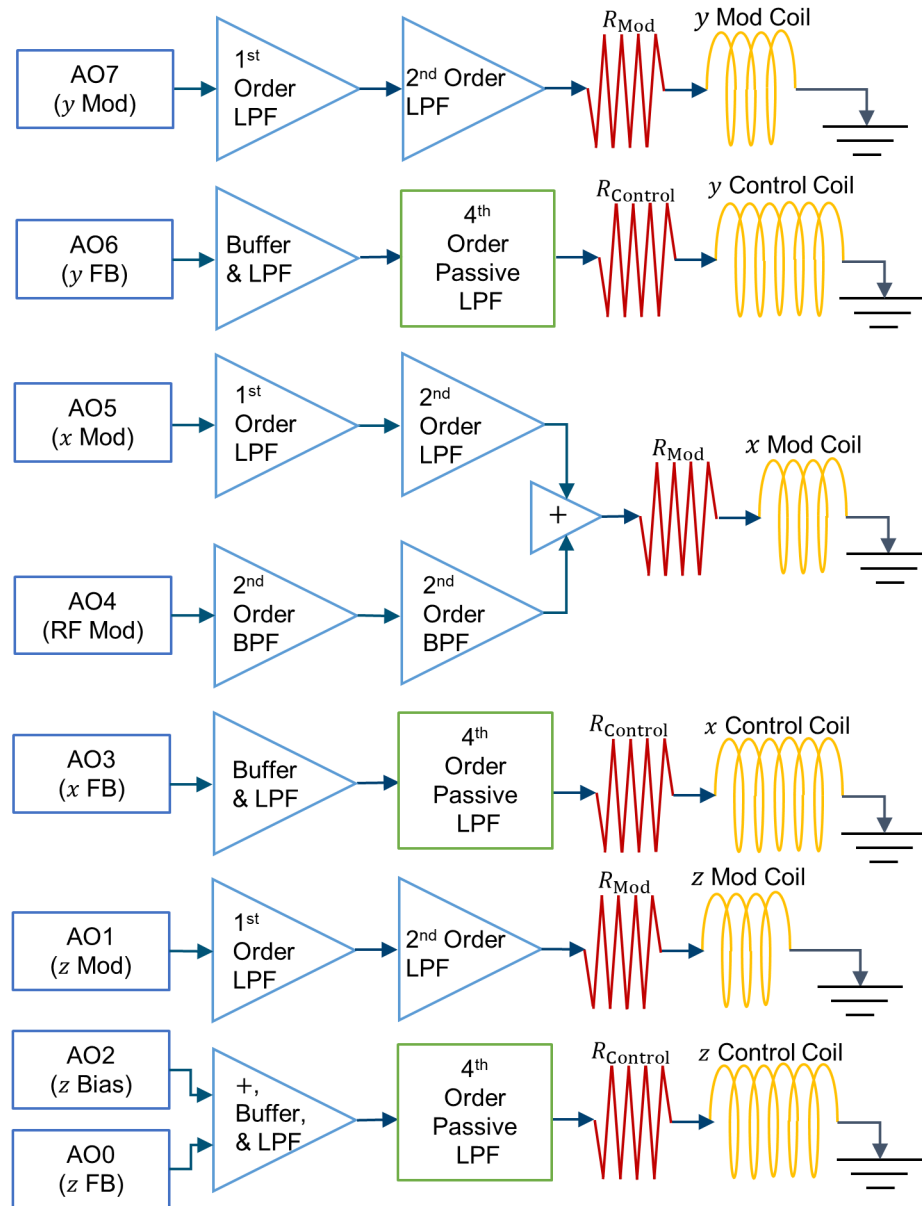 AO7
(y Mod)
1st
Order
LPF
2nd Order
LPF
RMod
y Mod Coil
AO6
(y FB)
Buffer
& LPF
4th
Order
Passive
LPF
RControl
y Control Coil
AO5
(x Mod)
1st
Order
LPF
2nd
Order
LPF
+
RMod
x Mod Coil
AO4
(RF Mod)
2nd
Order
BPF
2nd
Order
BPF
AO3
(x FB)
Buffer
& LPF
4th
Order
Passive
LPF
RControl
x Control Coil
AO1
(z Mod)
1st
Order
LPF
2nd Order
LPF
RMod
z Mod Coil
AO2
(z Bias)
AO0
(z FB)
+,
Buffer,
& LPF
4th
Order
Passive
LPF
RControl
z Control Coil